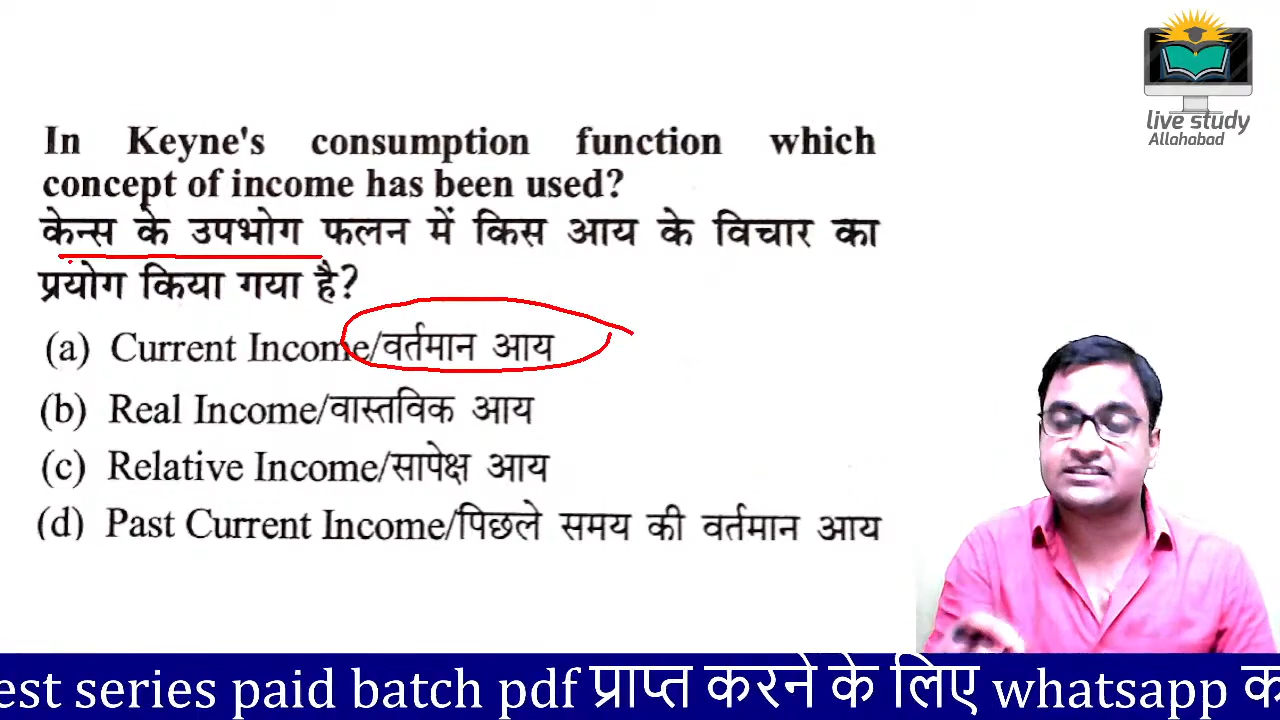 live study
Allahabad
In Keyne's consumption function which
concept of income has been used?
केन्स के उपभोग फलन में किस आय के विचार का
प्रयोग किया गया है?
(a) Current Income/वर्तमान आय
(b) Real Income/वास्तविक आय
(c) Relative Income/सापेक्ष आय
(d) Past Current Income/पिछले समय की वर्तमान आय
est series paid batch pdf प्राप्त करने के लिए whatsapp क